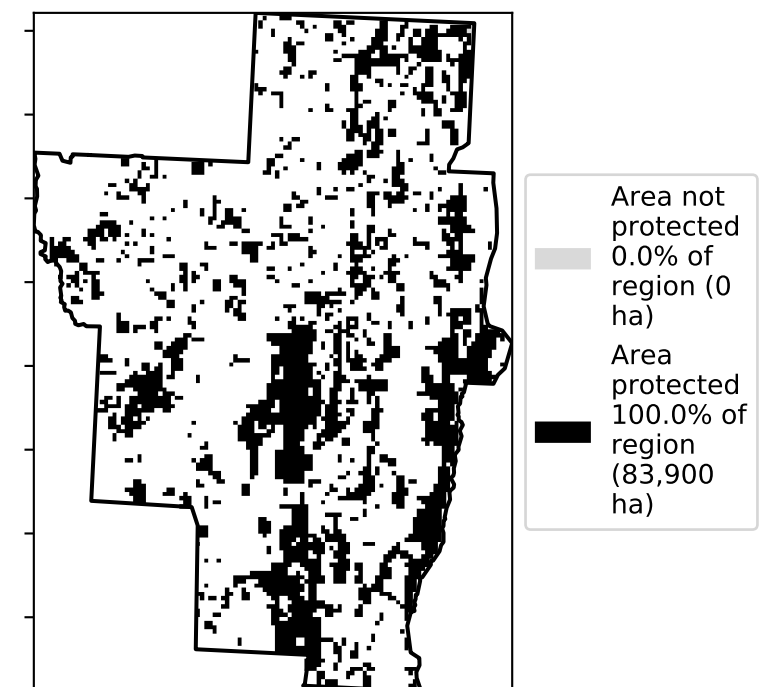 Area not
protected
0.0% of
region (0
ha)
Area
protected
100.0% of
region
(83,900
ha)